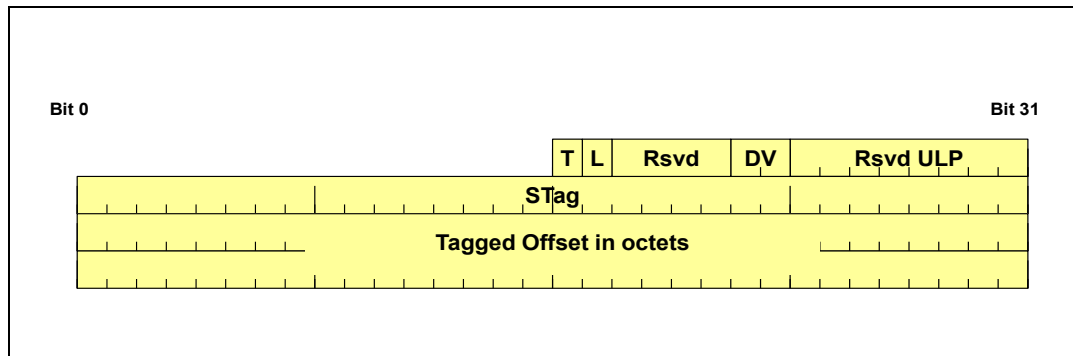 Bit 0 Bit 31
T L Rsvd DV Rsvd ULP
STag
Tagged Offset in octets